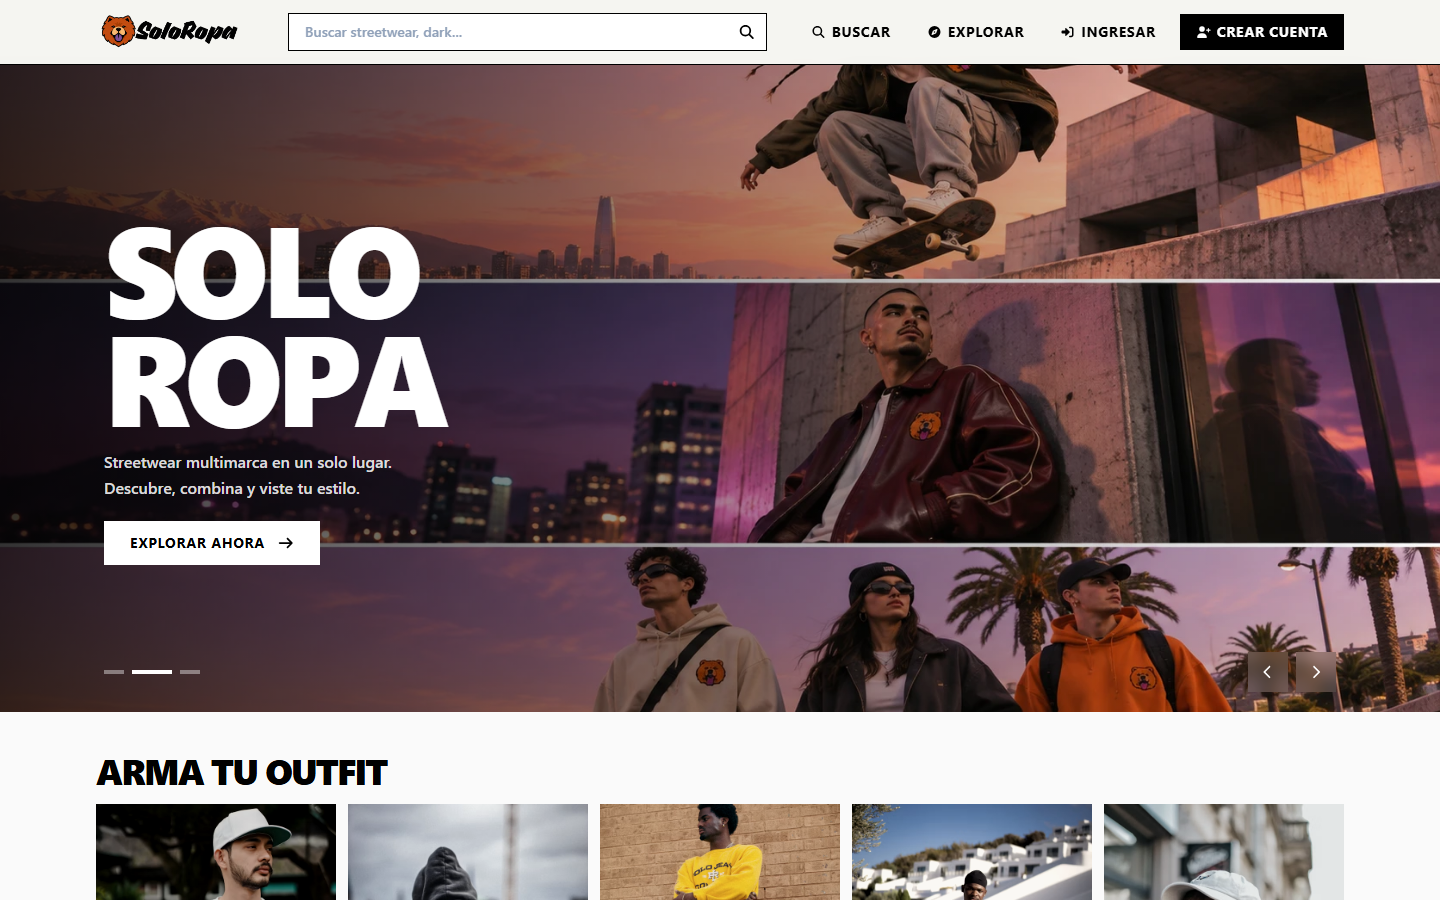 SoloRopa
Buscar streetwear, dark...
BUSCAR
EXPLORAR
INGRESAR
CREAR CUENTA
SOLO
ROPA
Streetwear multimarca en un solo lugar.
Descubre, combina y viste tu estilo.
EXPLORAR AHORA
ARMA TU OUTFIT